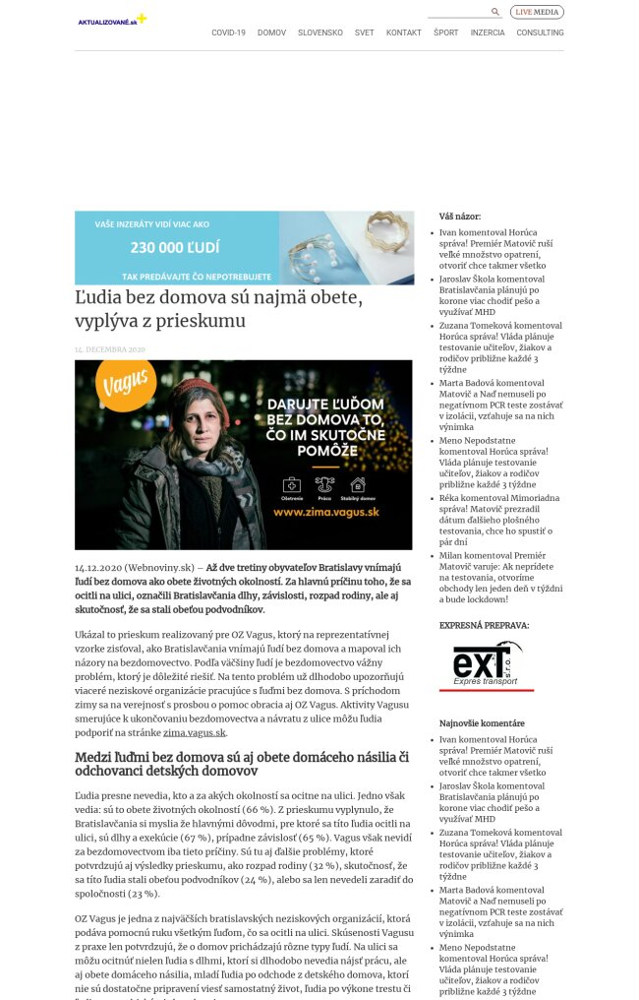 AKTUALIZOVANÉ.sk
LIVE MEDIA
COVID-19 DOMOV SLOVENSKO SVET KONTAKT ŠPORT INZERCIA CONSULTING
VAŠE INZERÁTY VIDÍ VIAC AKO
230 000 ĽUDÍ
TAK PREDÁVAJTE ČO NEPOTREBUJETE
Ľudia bez domova sú najmä obete,
vyplýva z prieskumu
14. DECEMBRA 2020
Vagus
DARUJTE ĽUĎOM
BEZ DOMOVA TO,
ČO IM SKUTOČNE
POMÔŽE
Ošetrenie Práca Stabilný domov
www.zima.vagus.sk
14.12.2020 (Webnoviny.sk) – Až dve tretiny obyvateľov Bratislavy vnímajú
ľudí bez domova ako obete životných okolností. Za hlavnú príčinu toho, že sa
ocitli na ulici, označili Bratislavčania dlhy, závislosti, rozpad rodiny, ale aj
skutočnosť, že sa stali obeťou podvodníkov.
Ukázal to prieskum realizovaný pre OZ Vagus, ktorý na reprezentatívnej
vzorke zisťoval, ako Bratislavčania vnímajú ľudí bez domova a mapoval ich
názory na bezdomovectvo. Podľa väčšiny ľudí je bezdomovectvo vážny
problém, ktorý je dôležité riešiť. Na tento problém už dlhodobo upozorňujú
viaceré neziskové organizácie pracujúce s ľuďmi bez domova. S príchodom
zimy sa na verejnosť s prosbou o pomoc obracia aj OZ Vagus. Aktivity Vagusu
smerujúce k ukončovaniu bezdomovectva a návratu z ulice môžu ľudia
podporiť na stránke zima.vagus.sk.
Medzi ľuďmi bez domova sú aj obete domáceho násilia či
odchovanci detských domovov
Ľudia presne nevedia, kto a za akých okolností sa ocitne na ulici. Jedno však
vedia: sú to obete životných okolností (66 %). Z prieskumu vyplynulo, že
Bratislavčania si myslia že hlavnými dôvodmi, pre ktoré sa títo ľudia ocitli na
ulici, sú dlhy a exekúcie (67 %), prípadne závislosť (65 %). Vagus však nevidí
za bezdomovectvom iba tieto príčiny. Sú tu aj ďalšie problémy, ktoré
potvrdzujú aj výsledky prieskumu, ako rozpad rodiny (32 %), skutočnosť, že
sa títo ľudia stali obeťou podvodníkov (24 %), alebo sa len nevedeli zaradiť do
spoločnosti (23 %).
OZ Vagus je jedna z najväčších bratislavských neziskových organizácií, ktorá
podáva pomocnú ruku všetkým ľuďom, čo sa ocitli na ulici. Skúsenosti Vagusu
z praxe len potvrdzujú, že o domov prichádzajú rôzne typy ľudí. Na ulici sa
môžu ocitnúť nielen ľudia s dlhmi, ktorí si dlhodobo nevedia nájsť prácu, ale
aj obete domáceho násilia, mladí ľudia po odchode z detského domova, ktorí
nie sú dostatočne pripravení viesť samostatný život, ľudia po výkone trestu či
Váš názor:
Ivan komentoval Horúca
správa! Premiér Matovič ruší
veľké množstvo opatrení,
otvoriť chce takmer všetko
Jaroslav Škola komentoval
Bratislavčania plánujú po
korone viac chodiť pešo a
využívať MHD
Zuzana Tomeková komentoval
Horúca správa! Vláda plánuje
testovanie učiteľov, žiakov a
rodičov približne každé 3
týždne
Marta Badová komentoval
Matovič a Naď nemuseli po
negatívnom PCR teste zostávať
v izolácii, vzťahuje sa na nich
výnimka
Meno Nepodstatne
komentoval Horúca správa!
Vláda plánuje testovanie
učiteľov, žiakov a rodičov
približne každé 3 týždne
Réka komentoval Mimoriadna
správa! Matovič prezradil
dátum ďalšieho plošného
testovania, chce ho spustiť o
pár dní
Milan komentoval Premiér
Matovič varuje: Ak neprídete
na testovania, otvoríme
obchody len jeden deň v týždni
a bude lockdown!
EXPRESNÁ PREPRAVA:
exT s.r.o.
Expres transport
Najnovšie komentáre
Ivan komentoval Horúca
správa! Premiér Matovič ruší
veľké množstvo opatrení,
otvoriť chce takmer všetko
Jaroslav Škola komentoval
Bratislavčania plánujú po
korone viac chodiť pešo a
využívať MHD
Zuzana Tomeková komentoval
Horúca správa! Vláda plánuje
testovanie učiteľov, žiakov a
rodičov približne každé 3
týždne
Marta Badová komentoval
Matovič a Naď nemuseli po
negatívnom PCR teste zostávať
v izolácii, vzťahuje sa na nich
výnimka
Meno Nepodstatne
komentoval Horúca správa!
Vláda plánuje testovanie
učiteľov, žiakov a rodičov
približne každé 3 týždne